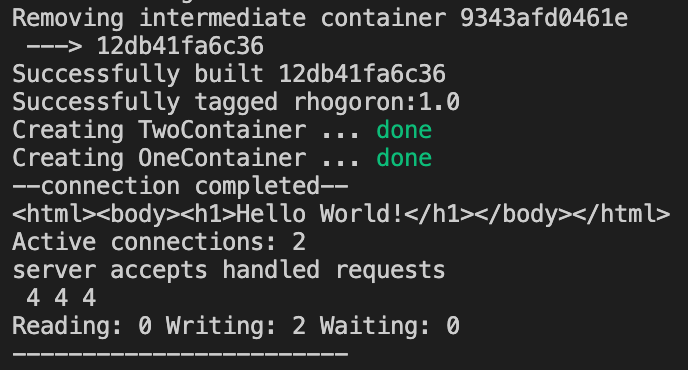 Removing intermediate container 9343afd0461e
 ---> 12db41fa6c36
Successfully built 12db41fa6c36
Successfully tagged rhogoron:1.0
Creating TwoContainer ... done
Creating OneContainer ... done
--connection completed--
<html><body><h1>Hello World!</h1></body></html>
Active connections: 2
server accepts handled requests
 4 4 4
Reading: 0 Writing: 2 Waiting: 0
------------------------